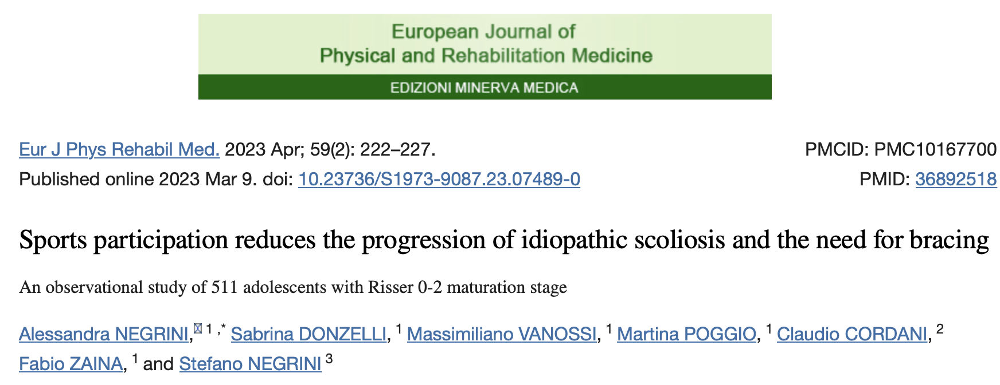 European Journal of
Physical and Rehabilitation Medicine
EDIZIONI MINERVA MEDICA
Eur J Phys Rehabil Med. 2023 Apr; 59(2): 222–227.
PMCID: PMC10167700
Published online 2023 Mar 9. doi: 10.23736/S1973-9087.23.07489-0
PMID: 36892518
Sports participation reduces the progression of idiopathic scoliosis and the need for bracing
An observational study of 511 adolescents with Risser 0-2 maturation stage
Alessandra NEGRINI, 1 ,* Sabrina DONZELLI, 1 Massimiliano VANOSSI, 1 Martina POGGIO, 1 Claudio CORDANI, 2
Fabio ZAINA, 1 and Stefano NEGRINI 3